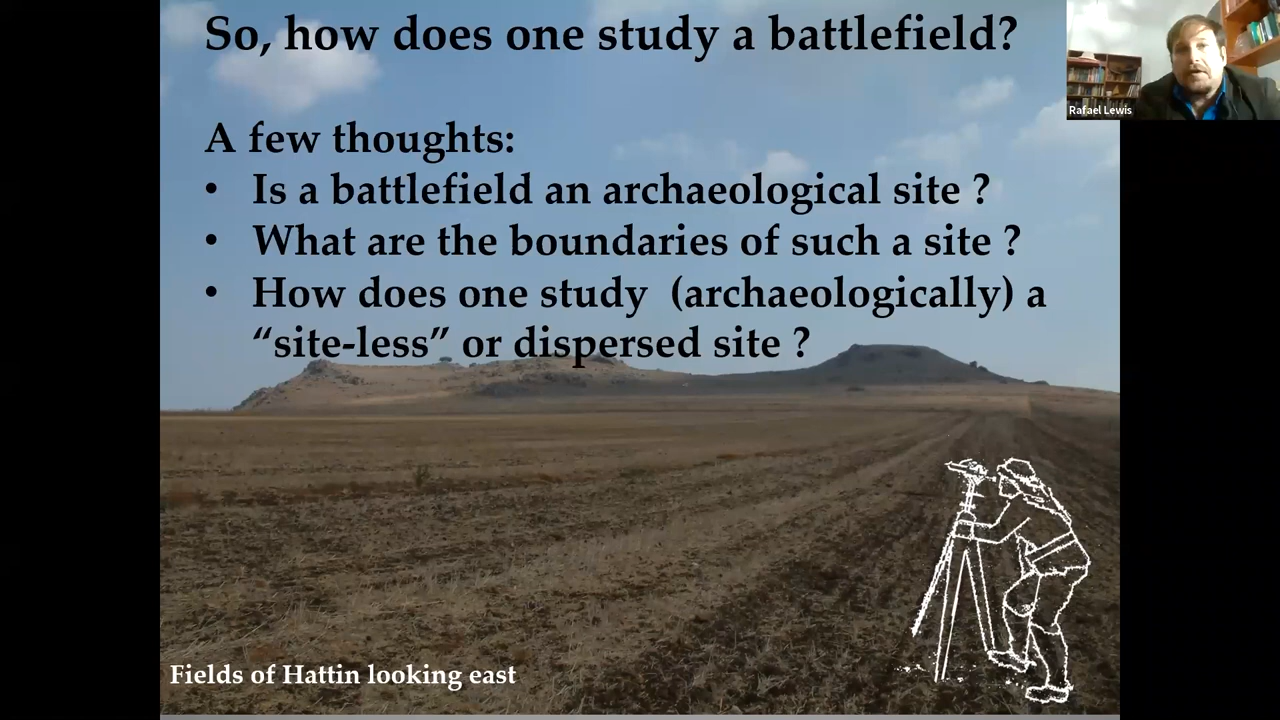 So, how does one study a battlefield?
Rafael Lewis
A few thoughts:
• Is a battlefield an archaeological site ?
• What are the boundaries of such a site ?
• How does one study (archaeologically) a
“site-less” or dispersed site ?
Fields of Hattin looking east